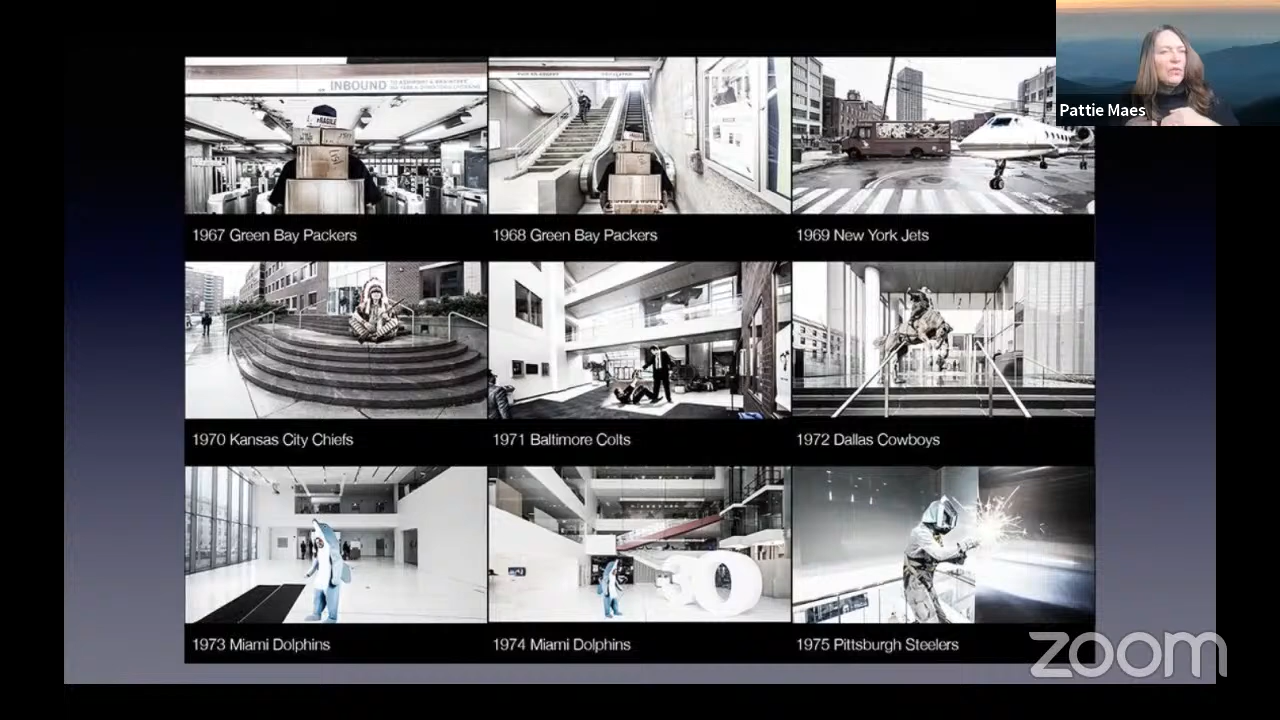 INBOUND
FRAGILE
Pattie Maes
1967 Green Bay Packers
1968 Green Bay Packers
1969 New York Jets
1970 Kansas City Chiefs
1971 Baltimore Colts
1972 Dallas Cowboys
1973 Miami Dolphins
1974 Miami Dolphins
1975 Pittsburgh Steelers
zoom